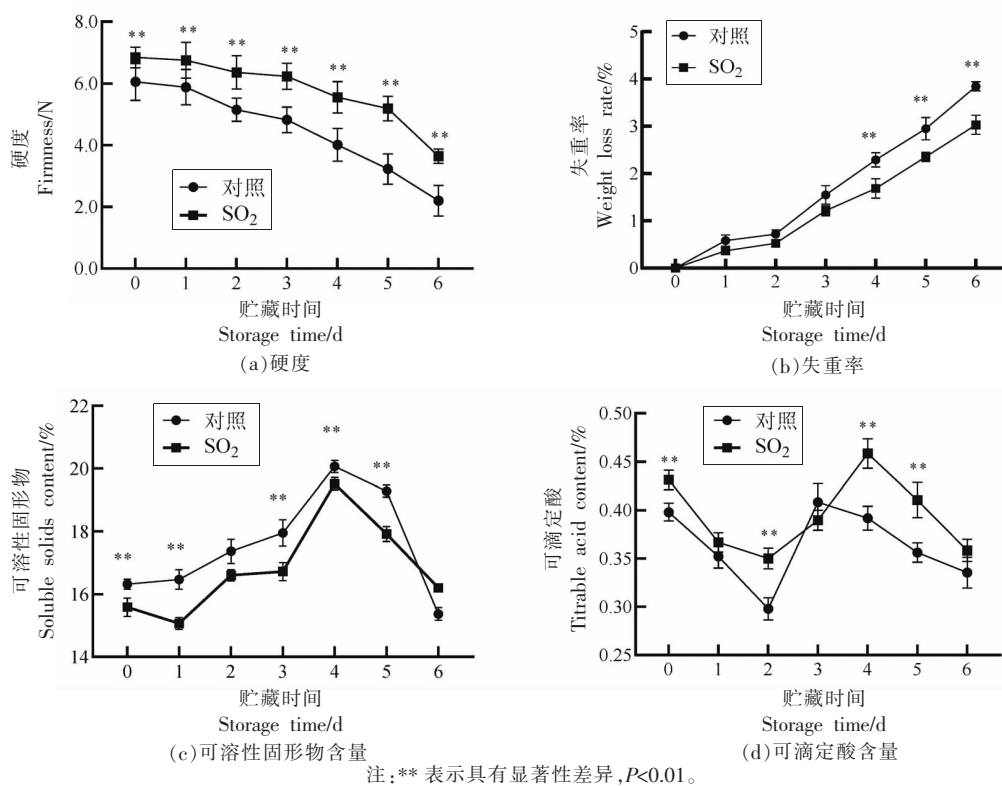 8.0
6.0
4.0
2.0
0.0
** ** ** ** ** ** **
硬度
Firmness/N
对照
SO2
0 1 2 3 4 5 6
贮藏时间
Storage time/d
(a)硬度
5
4
3
2
1
0
** ** **
失重率
Weight loss rate/%
对照
SO2
0 1 2 3 4 5 6
贮藏时间
Storage time/d
(b)失重率
22
20
18
16
14
** ** ** ** **
可溶性固形物
Soluble solids content/%
对照
SO2
0 1 2 3 4 5 6
贮藏时间
Storage time/d
(c)可溶性固形物含量
0.50
0.45
0.40
0.35
0.30
0.25
** ** ** **
可滴定酸
Titrable acid content/%
对照
SO2
0 1 2 3 4 5 6
贮藏时间
Storage time/d
(d)可滴定酸含量
注:** 表示具有显著性差异,P<0.01。